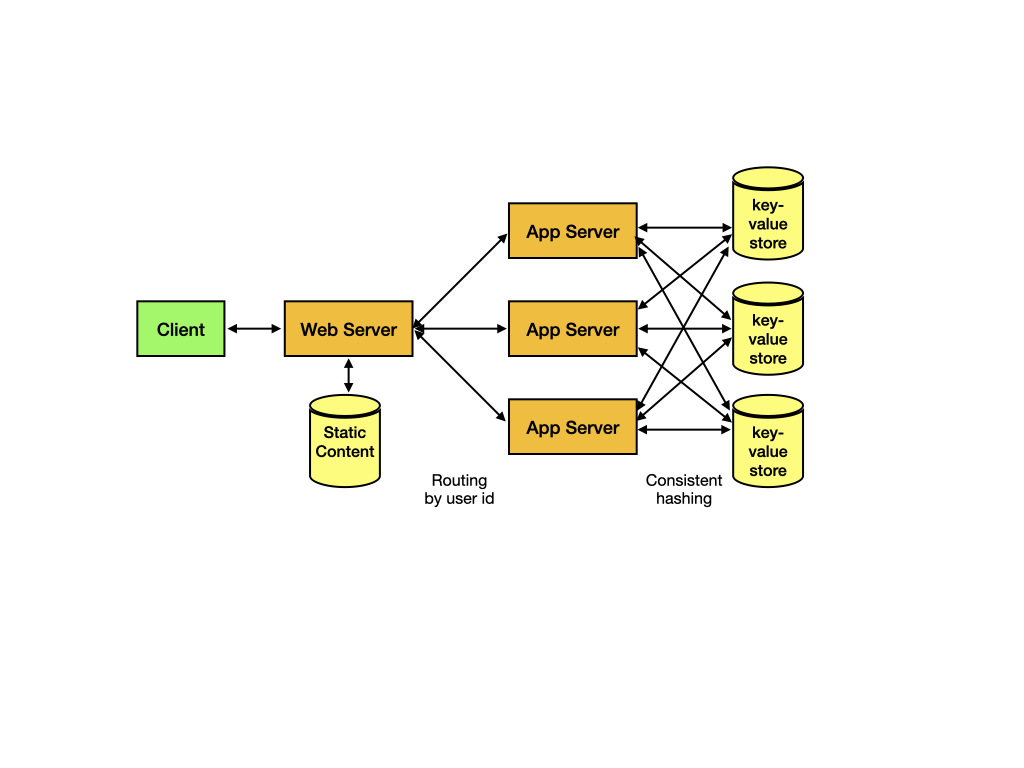 Client
Web Server
Static
Content
App Server
App Server
App Server
key-
value
store
key-
value
store
key-
value
store
Routing
by user id
Consistent
hashing